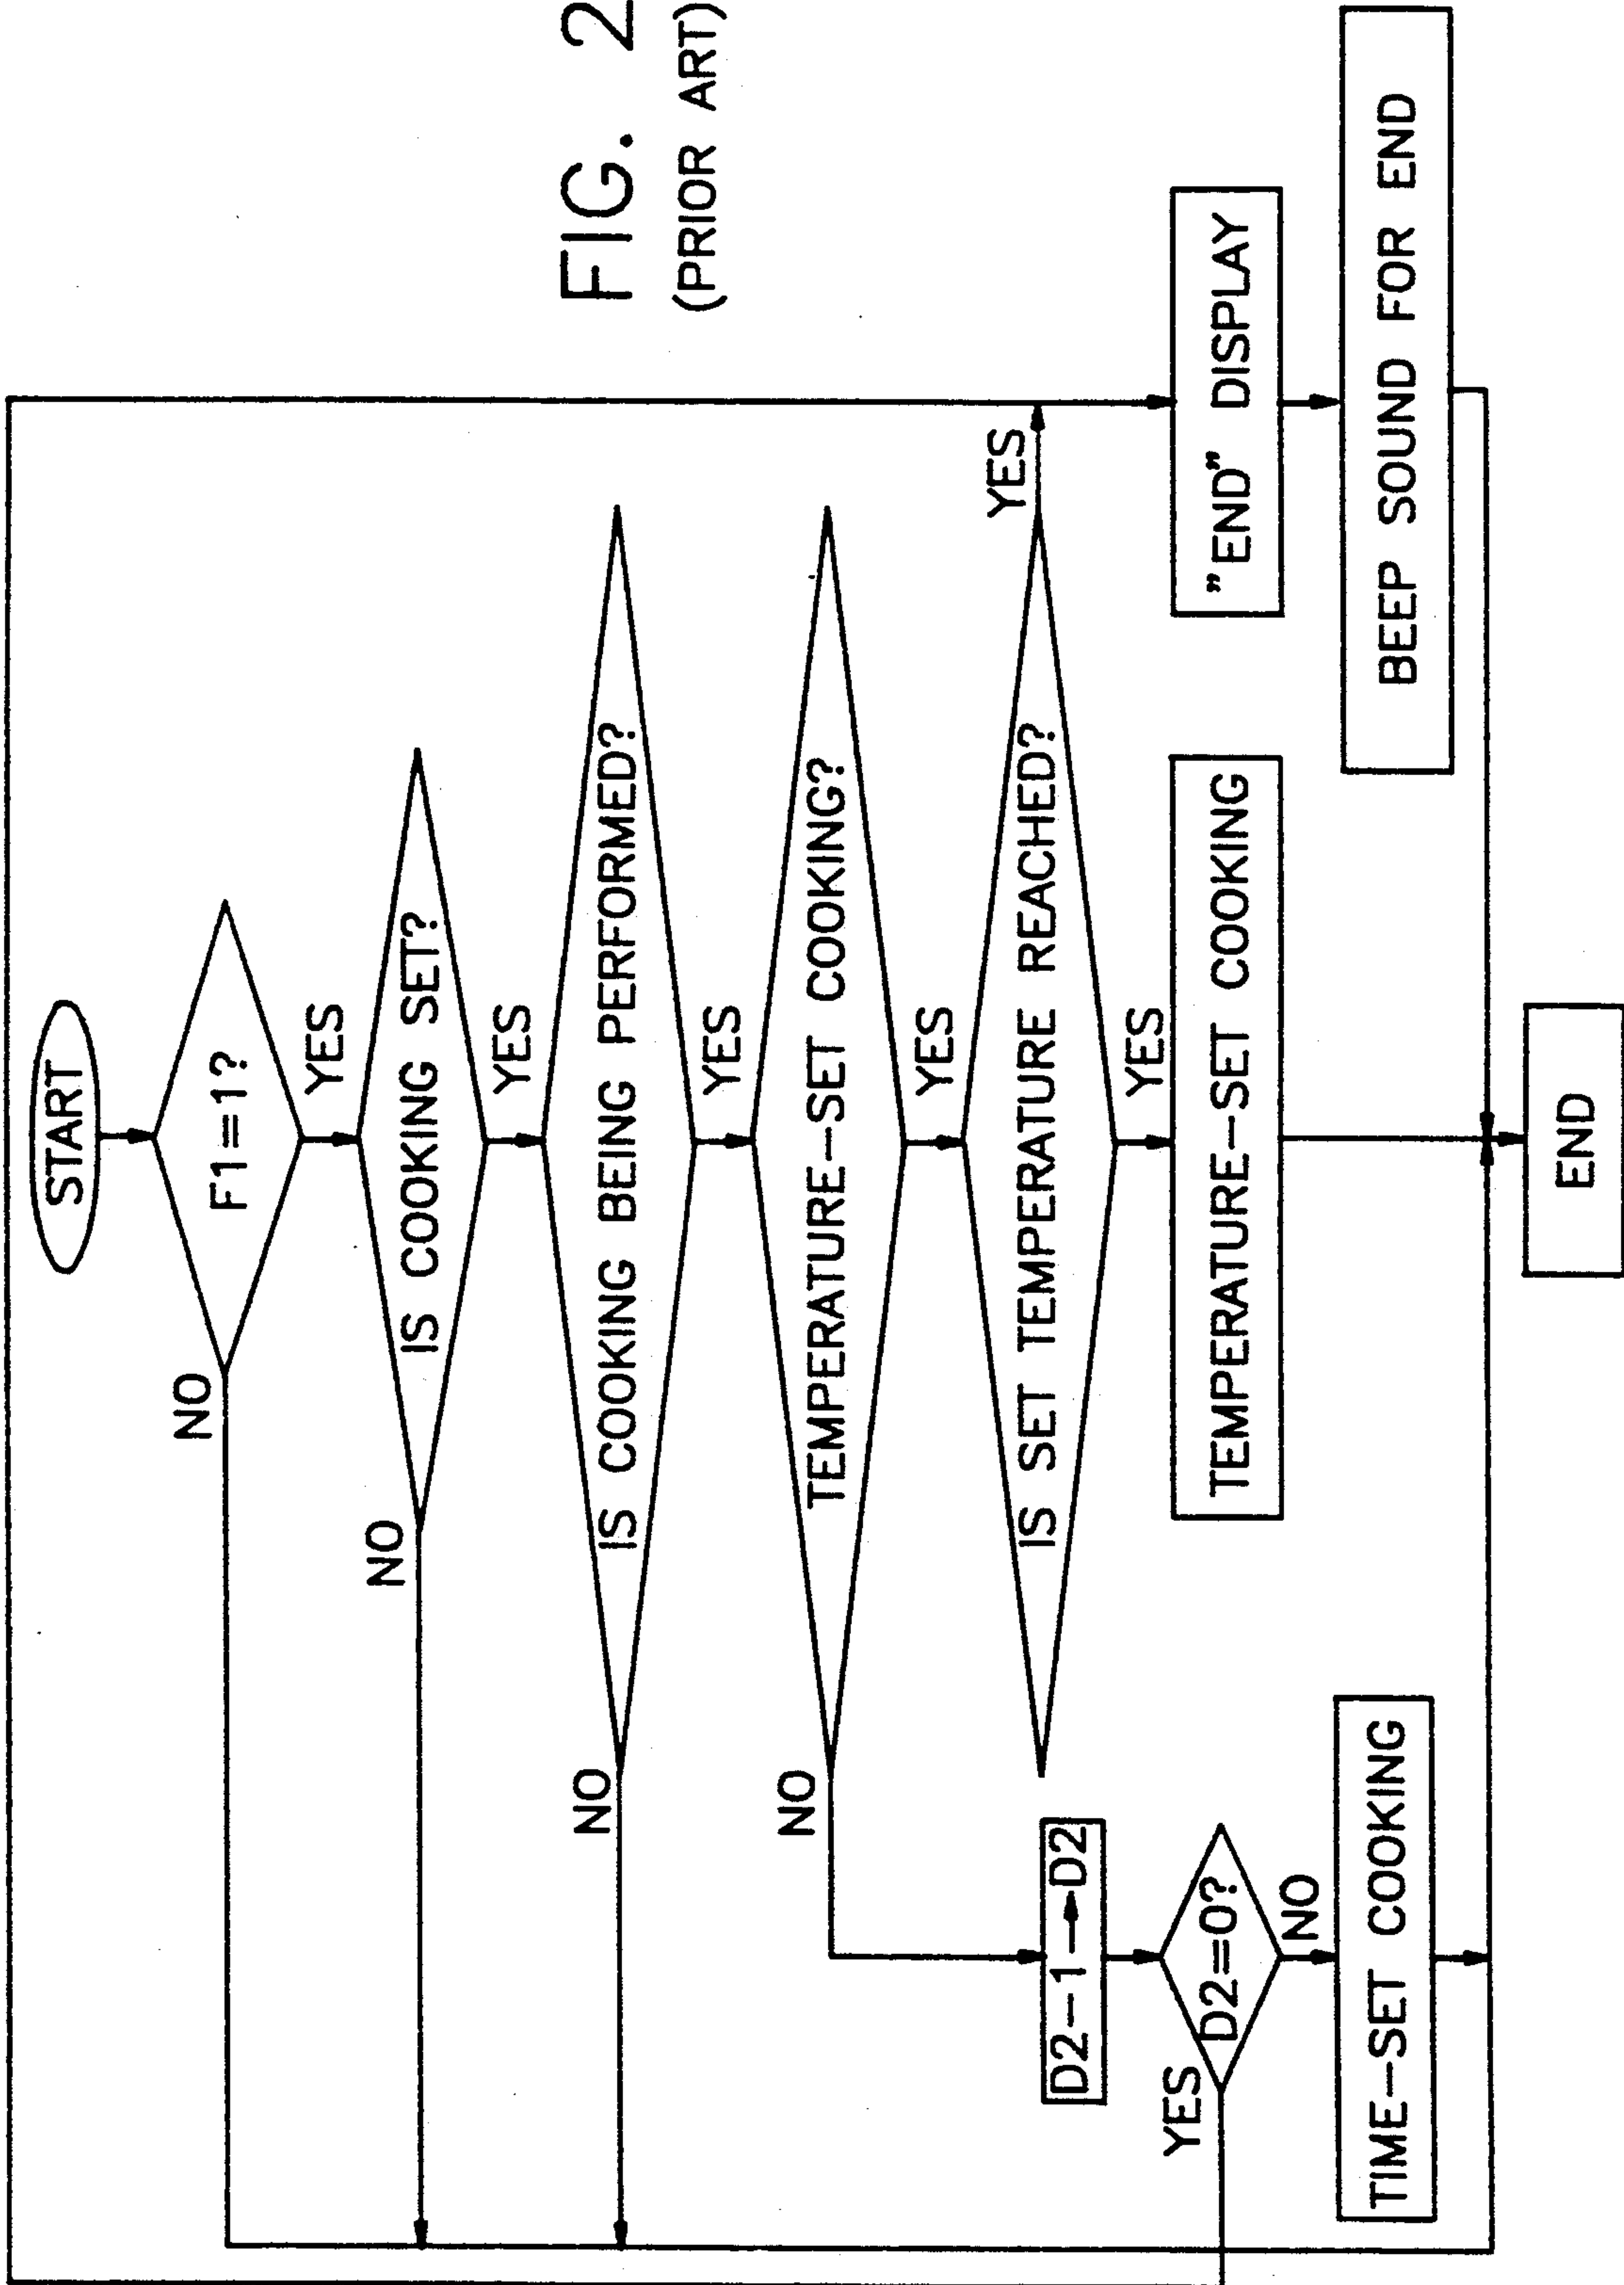 FIG. 2
(PRIOR ART)
START
F1=1?
NO
YES
IS COOKING SET?
NO
YES
IS COOKING BEING PERFORMED?
NO
YES
TEMPERATURE-SET COOKING?
NO
YES
IS SET TEMPERATURE REACHED?
YES
YES
D2-1→D2
D2=0?
YES
NO
TIME-SET COOKING
TEMPERATURE-SET COOKING
"END" DISPLAY
BEEP SOUND FOR END
END